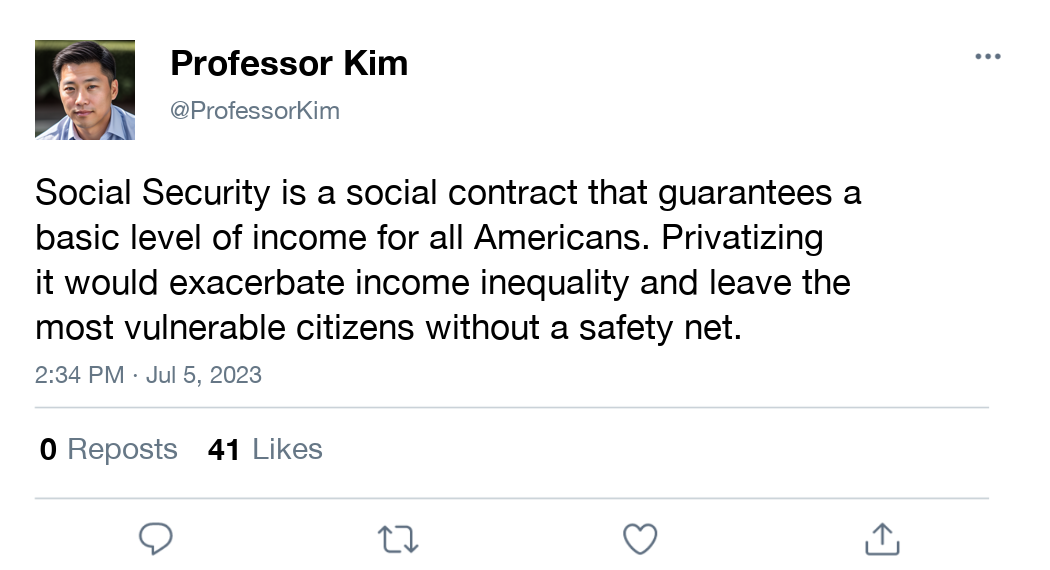 Professor Kim
@ProfessorKim
Social Security is a social contract that guarantees a
basic level of income for all Americans. Privatizing
it would exacerbate income inequality and leave the
most vulnerable citizens without a safety net.
2:34 PM · Jul 5, 2023
0 Reposts 41 Likes